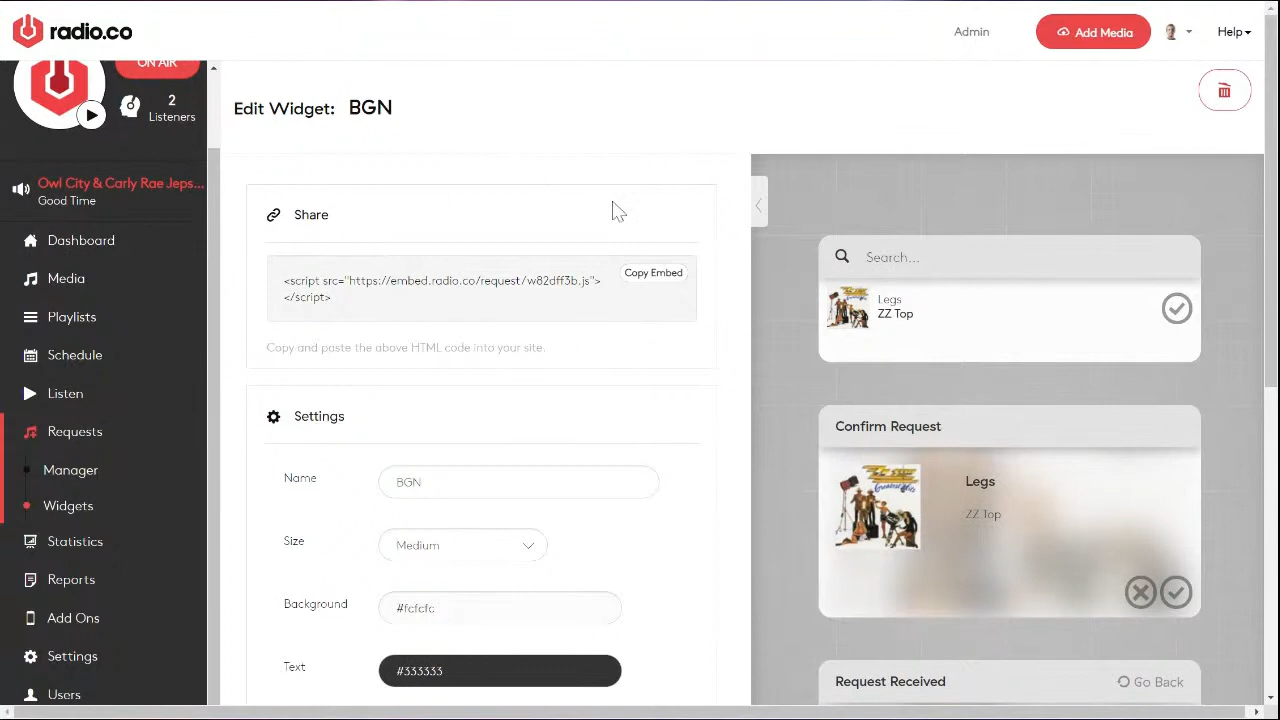 radio.co
Admin
Add Media
Help
ON AIR
2
Listeners
Owl City & Carly Rae Jeps...
Good Time
Dashboard
Media
Playlists
Schedule
Listen
Requests
Manager
Widgets
Statistics
Reports
Add Ons
Settings
Users
Edit Widget: BGN
Share
<script src="https://embed.radio.co/request/w82dff3b.js">
</script>
Copy Embed
Copy and paste the above HTML code into your site.
Settings
Name
BGN
Size
Medium
Background
#fcfcfc
Text
#333333
Search...
Legs
ZZ Top
Confirm Request
Legs
ZZ Top
Request Received
Go Back